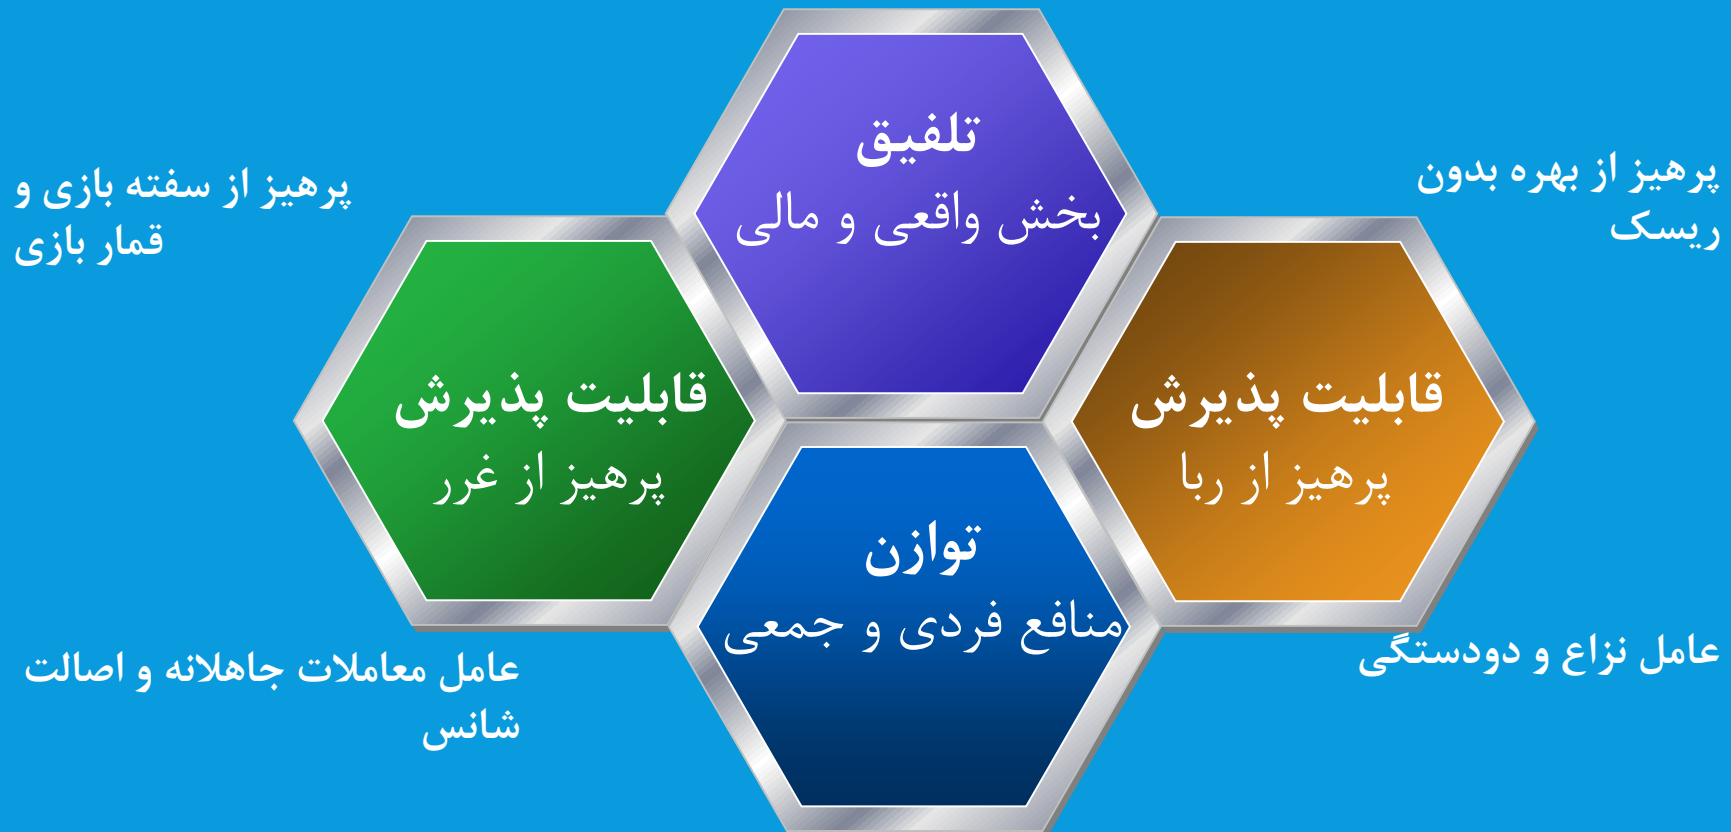 تلفیق
بخش واقعی و مالی
پرهیز از بهره بدون
ریسک
پرهیز از سفته بازی و
قمار بازی
قابلیت پذیرش
پرهیز از ربا
قابلیت پذیرش
پرهیز از غرر
توازن
منافع فردی و جمعی
عامل نزاع و دودستگی
عامل معاملات جاهلانه و اصالت
شانس